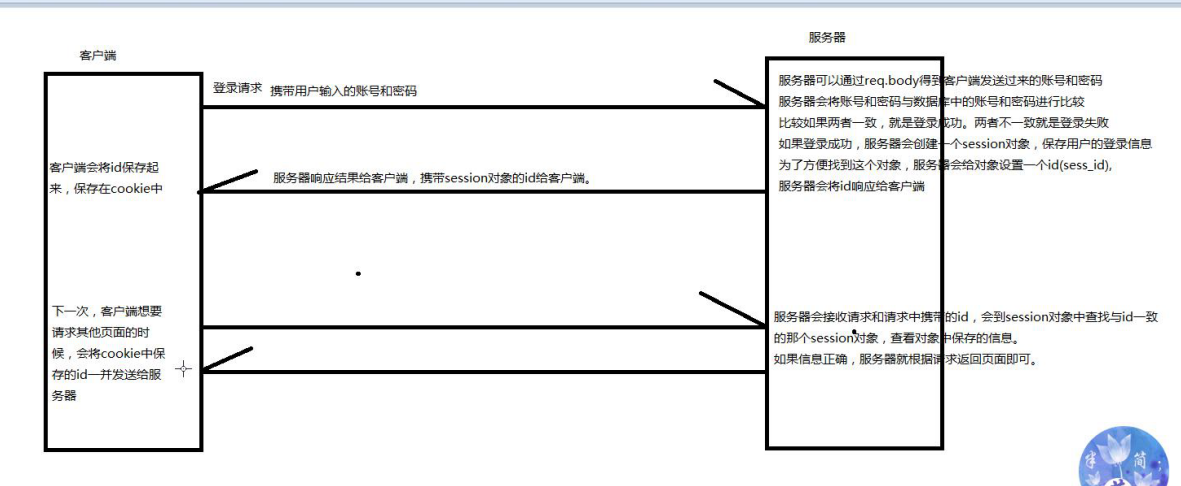 客户端
服务器
登录请求 携带用户输入的账号和密码
服务器可以通过req.body得到客户端发送过来的账号和密码
服务器会将账号和密码与数据库中的账号和密码进行比较
比较如果两者一致，就是登录成功。两者不一致就是登录失败
如果登录成功，服务器会创建一个session对象，保存用户的登录信息
为了方便找到这个对象，服务器会给对象设置一个id(sess_id),
服务器会将id响应给客户端
客户端会将id保存起
来，保存在cookie中
服务器响应结果给客户端，携带session对象的id给客户端。
下一次，客户端想要
请求其他页面的时
候，会将cookie中保
存的id一并发送给服
务器
服务器会接收请求和请求中携带的id，会到session对象中查找与id一致
的那个session对象，查看对象中保存的信息。
如果信息正确，服务器就根据请求返回页面即可。
简